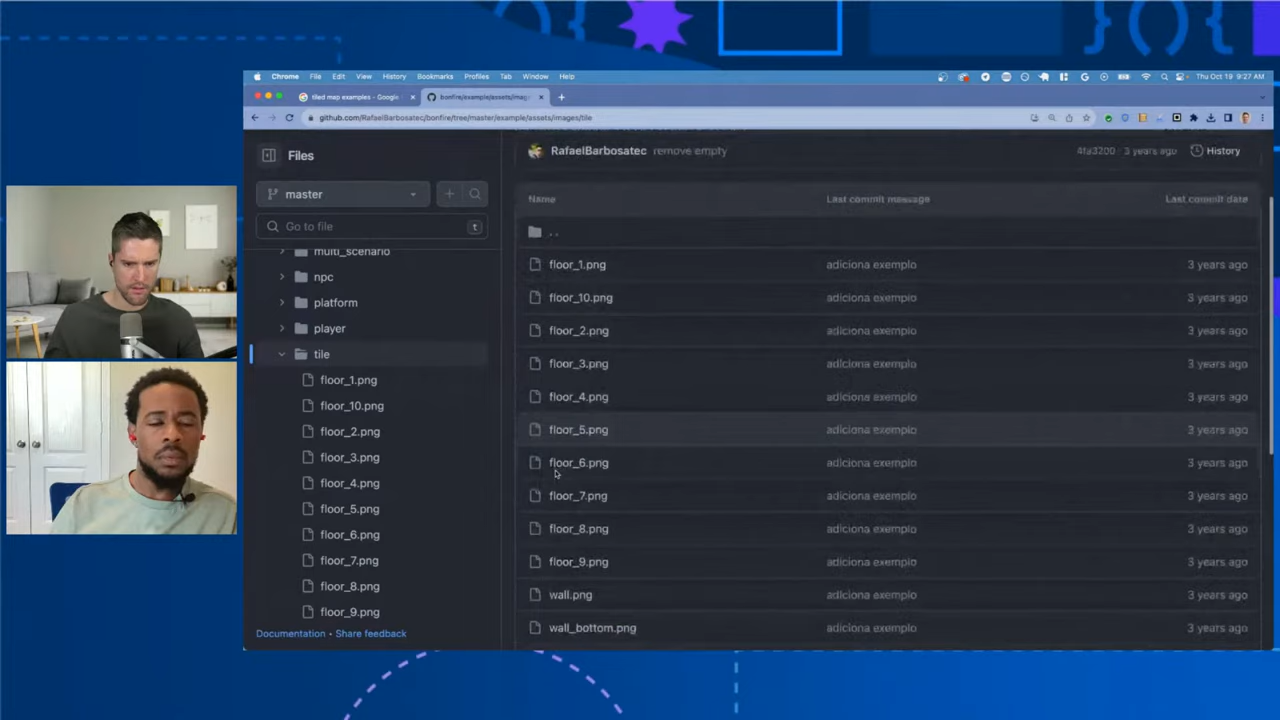 Chrome File Edit View History Bookmarks Profiles Tab Window Help
Thu Oct 19 9:27 AM
tiled map examples - Google
bonfire/example/assets/imag
github.com/RafaelBarbosatec/bonfire/tree/master/example/assets/images/tile
Files
master
Go to file
t
multi_scenario
npc
platform
player
tile
floor_1.png
floor_10.png
floor_2.png
floor_3.png
floor_4.png
floor_5.png
floor_6.png
floor_7.png
floor_8.png
floor_9.png
Documentation • Share feedback
RafaelBarbosatec remove empty
4fa3200 · 3 years ago
History
Name Last commit message Last commit date
..
floor_1.png adiciona exemplo 3 years ago
floor_10.png adiciona exemplo 3 years ago
floor_2.png adiciona exemplo 3 years ago
floor_3.png adiciona exemplo 3 years ago
floor_4.png adiciona exemplo 3 years ago
floor_5.png adiciona exemplo 3 years ago
floor_6.png adiciona exemplo 3 years ago
floor_7.png adiciona exemplo 3 years ago
floor_8.png adiciona exemplo 3 years ago
floor_9.png adiciona exemplo 3 years ago
wall.png adiciona exemplo 3 years ago
wall_bottom.png adiciona exemplo 3 years ago